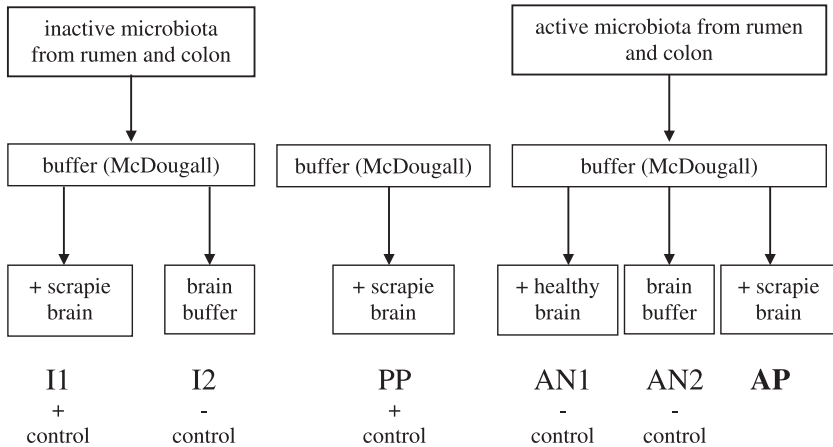 inactive microbiota
from rumen and colon
active microbiota from rumen
and colon
buffer (McDougall)
buffer (McDougall)
buffer (McDougall)
+ scrapie
brain
brain
buffer
+ scrapie
brain
+ healthy
brain
brain
buffer
+ scrapie
brain
I1
+
control
I2
-
control
PP
+
control
AN1
-
control
AN2
-
control
AP